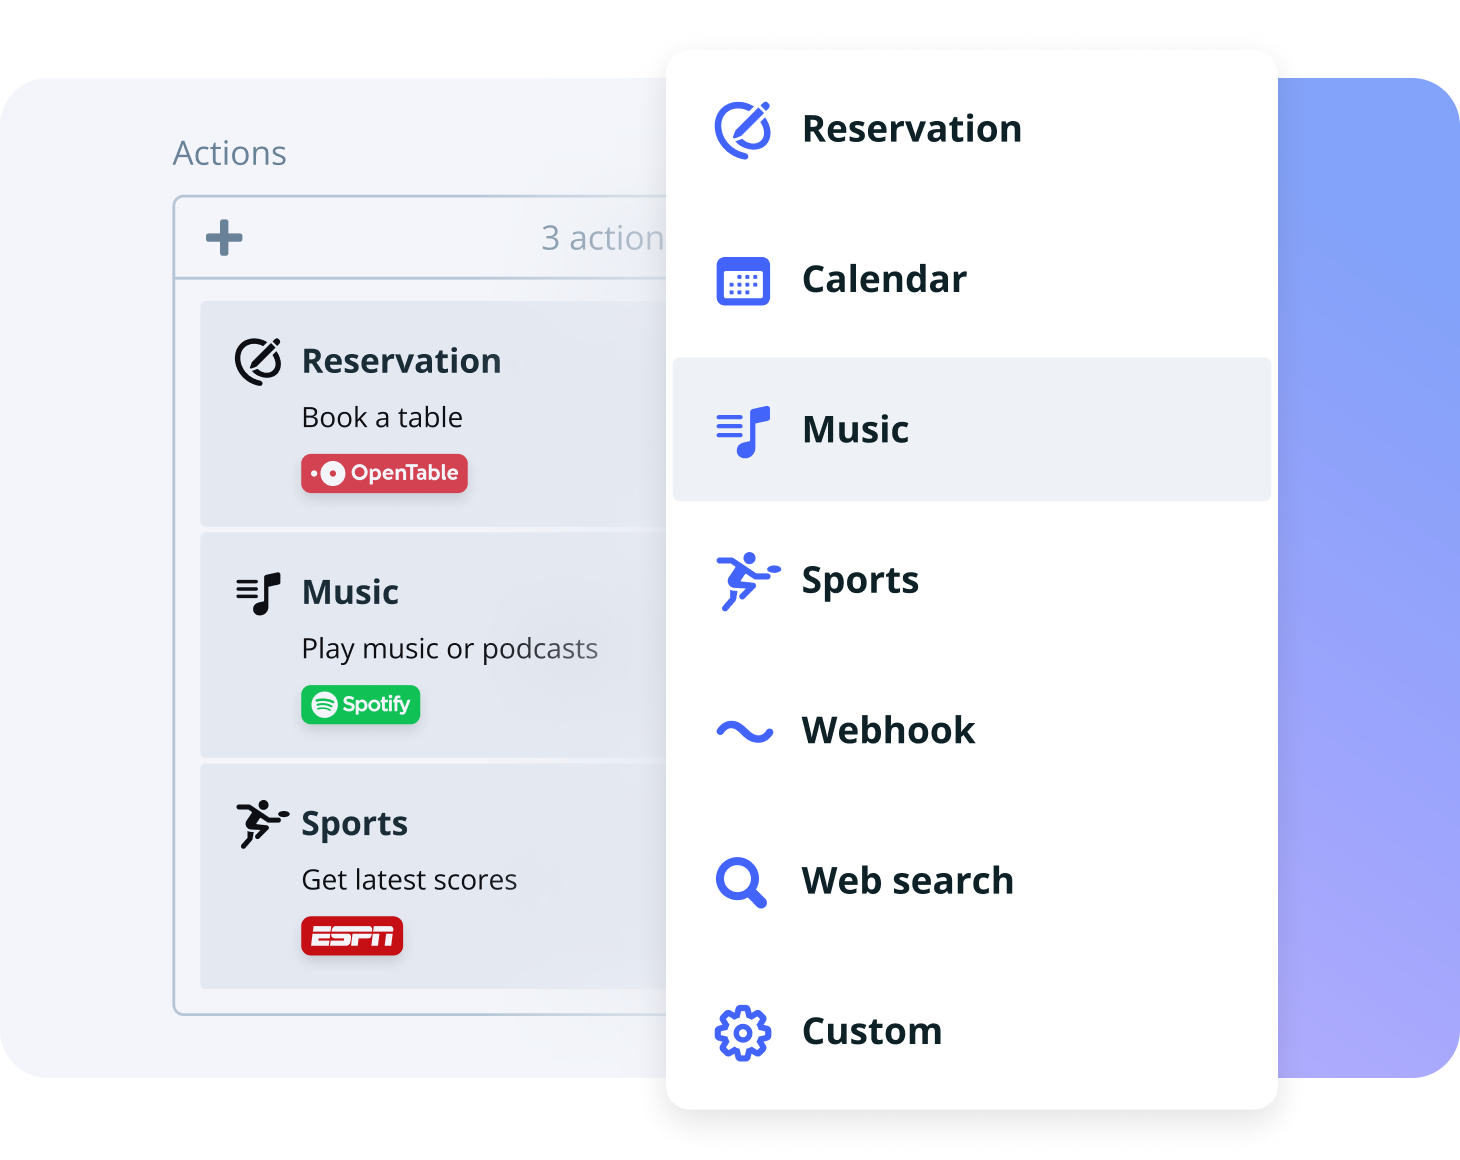 Actions
3 action
Reservation
Book a table
OpenTable
Music
Play music or podcasts
Spotify
Sports
Get latest scores
ESPN
Reservation
Calendar
Music
Sports
Webhook
Web search
Custom